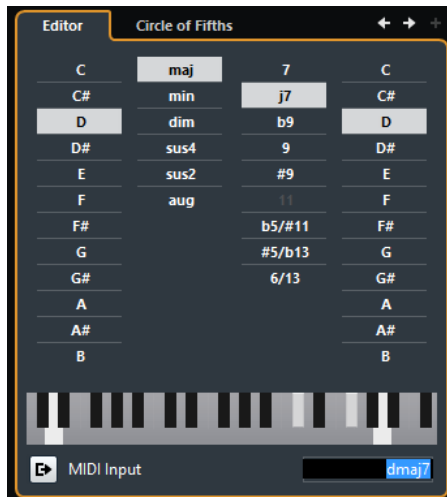 Editor Circle of Fifths
C maj 7 C
C# min j7 C#
D dim b9 D
D# sus4 9 D#
E sus2 #9 E
F aug 11 F
F# b5/#11 F#
G #5/b13 G
G# 6/13 G#
A A
A# A#
B B
MIDI Input dmaj7